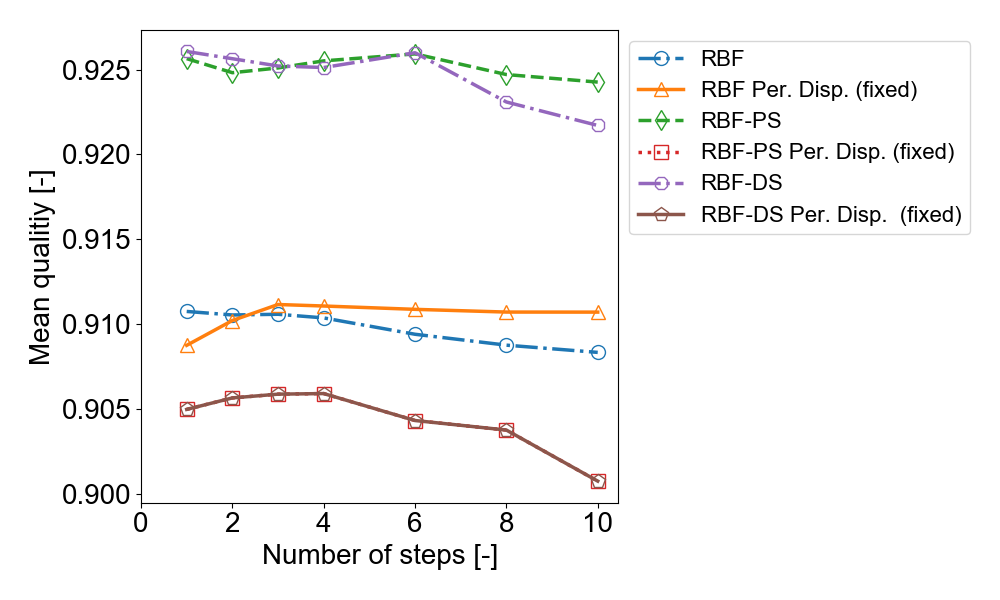 0.925
0.920
0.915
0.910
0.905
0.900
Mean qualitiy [-]
0 2 4 6 8 10
Number of steps [-]
RBF
RBF Per. Disp. (fixed)
RBF-PS
RBF-PS Per. Disp. (fixed)
RBF-DS
RBF-DS Per. Disp.  (fixed)